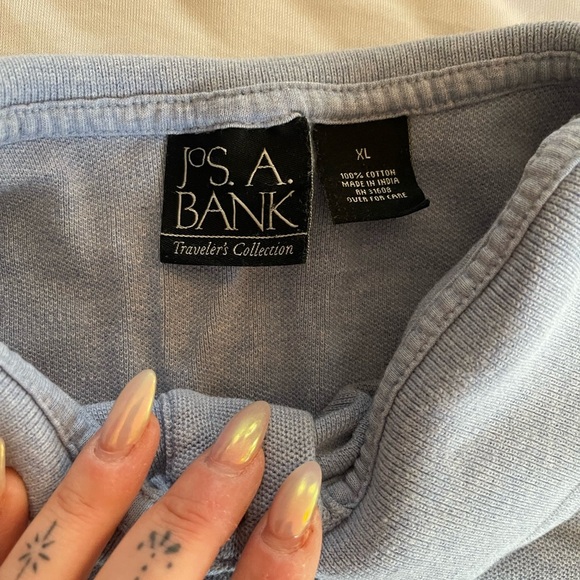 JOS. A.
BANK
Traveler's Collection
XL
100% COTTON
MADE IN INDIA
RN 31608
OVER FOR CARE